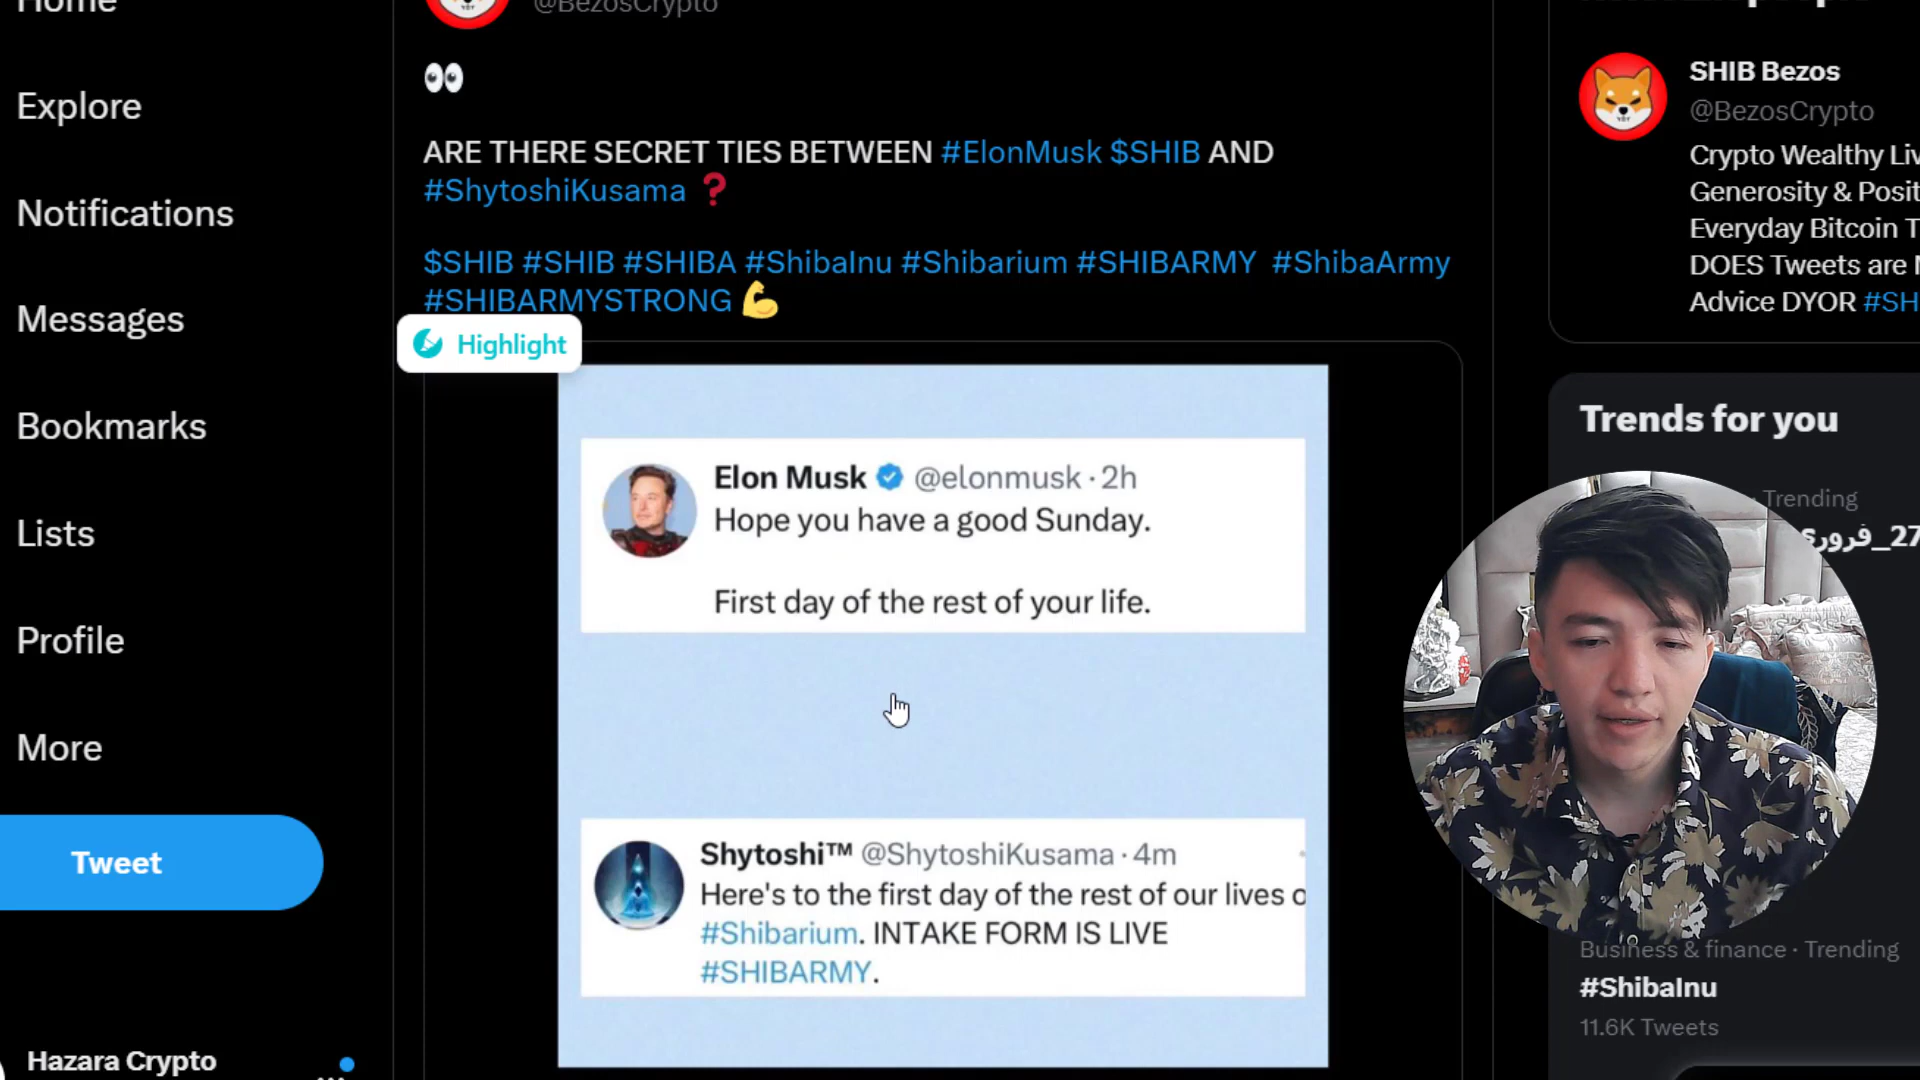 Home
Explore
Notifications
Messages
Bookmarks
Lists
Profile
More
Tweet
Hazara Crypto
@BezosCrypto
ARE THERE SECRET TIES BETWEEN #ElonMusk $SHIB AND
#ShytoshiKusama ❓
$SHIB #SHIB #SHIBA #ShibaInu #Shibarium #SHIBARMY #ShibaArmy
#SHIBARMYSTRONG
Highlight
Elon Musk @elonmusk · 2h
Hope you have a good Sunday.
First day of the rest of your life.
Shytoshi™ @ShytoshiKusama · 4m
Here's to the first day of the rest of our lives o
#Shibarium. INTAKE FORM IS LIVE
#SHIBARMY.
SHIB Bezos
@BezosCrypto
Crypto Wealthy Liv
Generosity & Posit
Everyday Bitcoin T
DOES Tweets are
Advice DYOR #SH
Trends for you
· Trending
27_فروری
Business & finance · Trending
#ShibaInu
11.6K Tweets